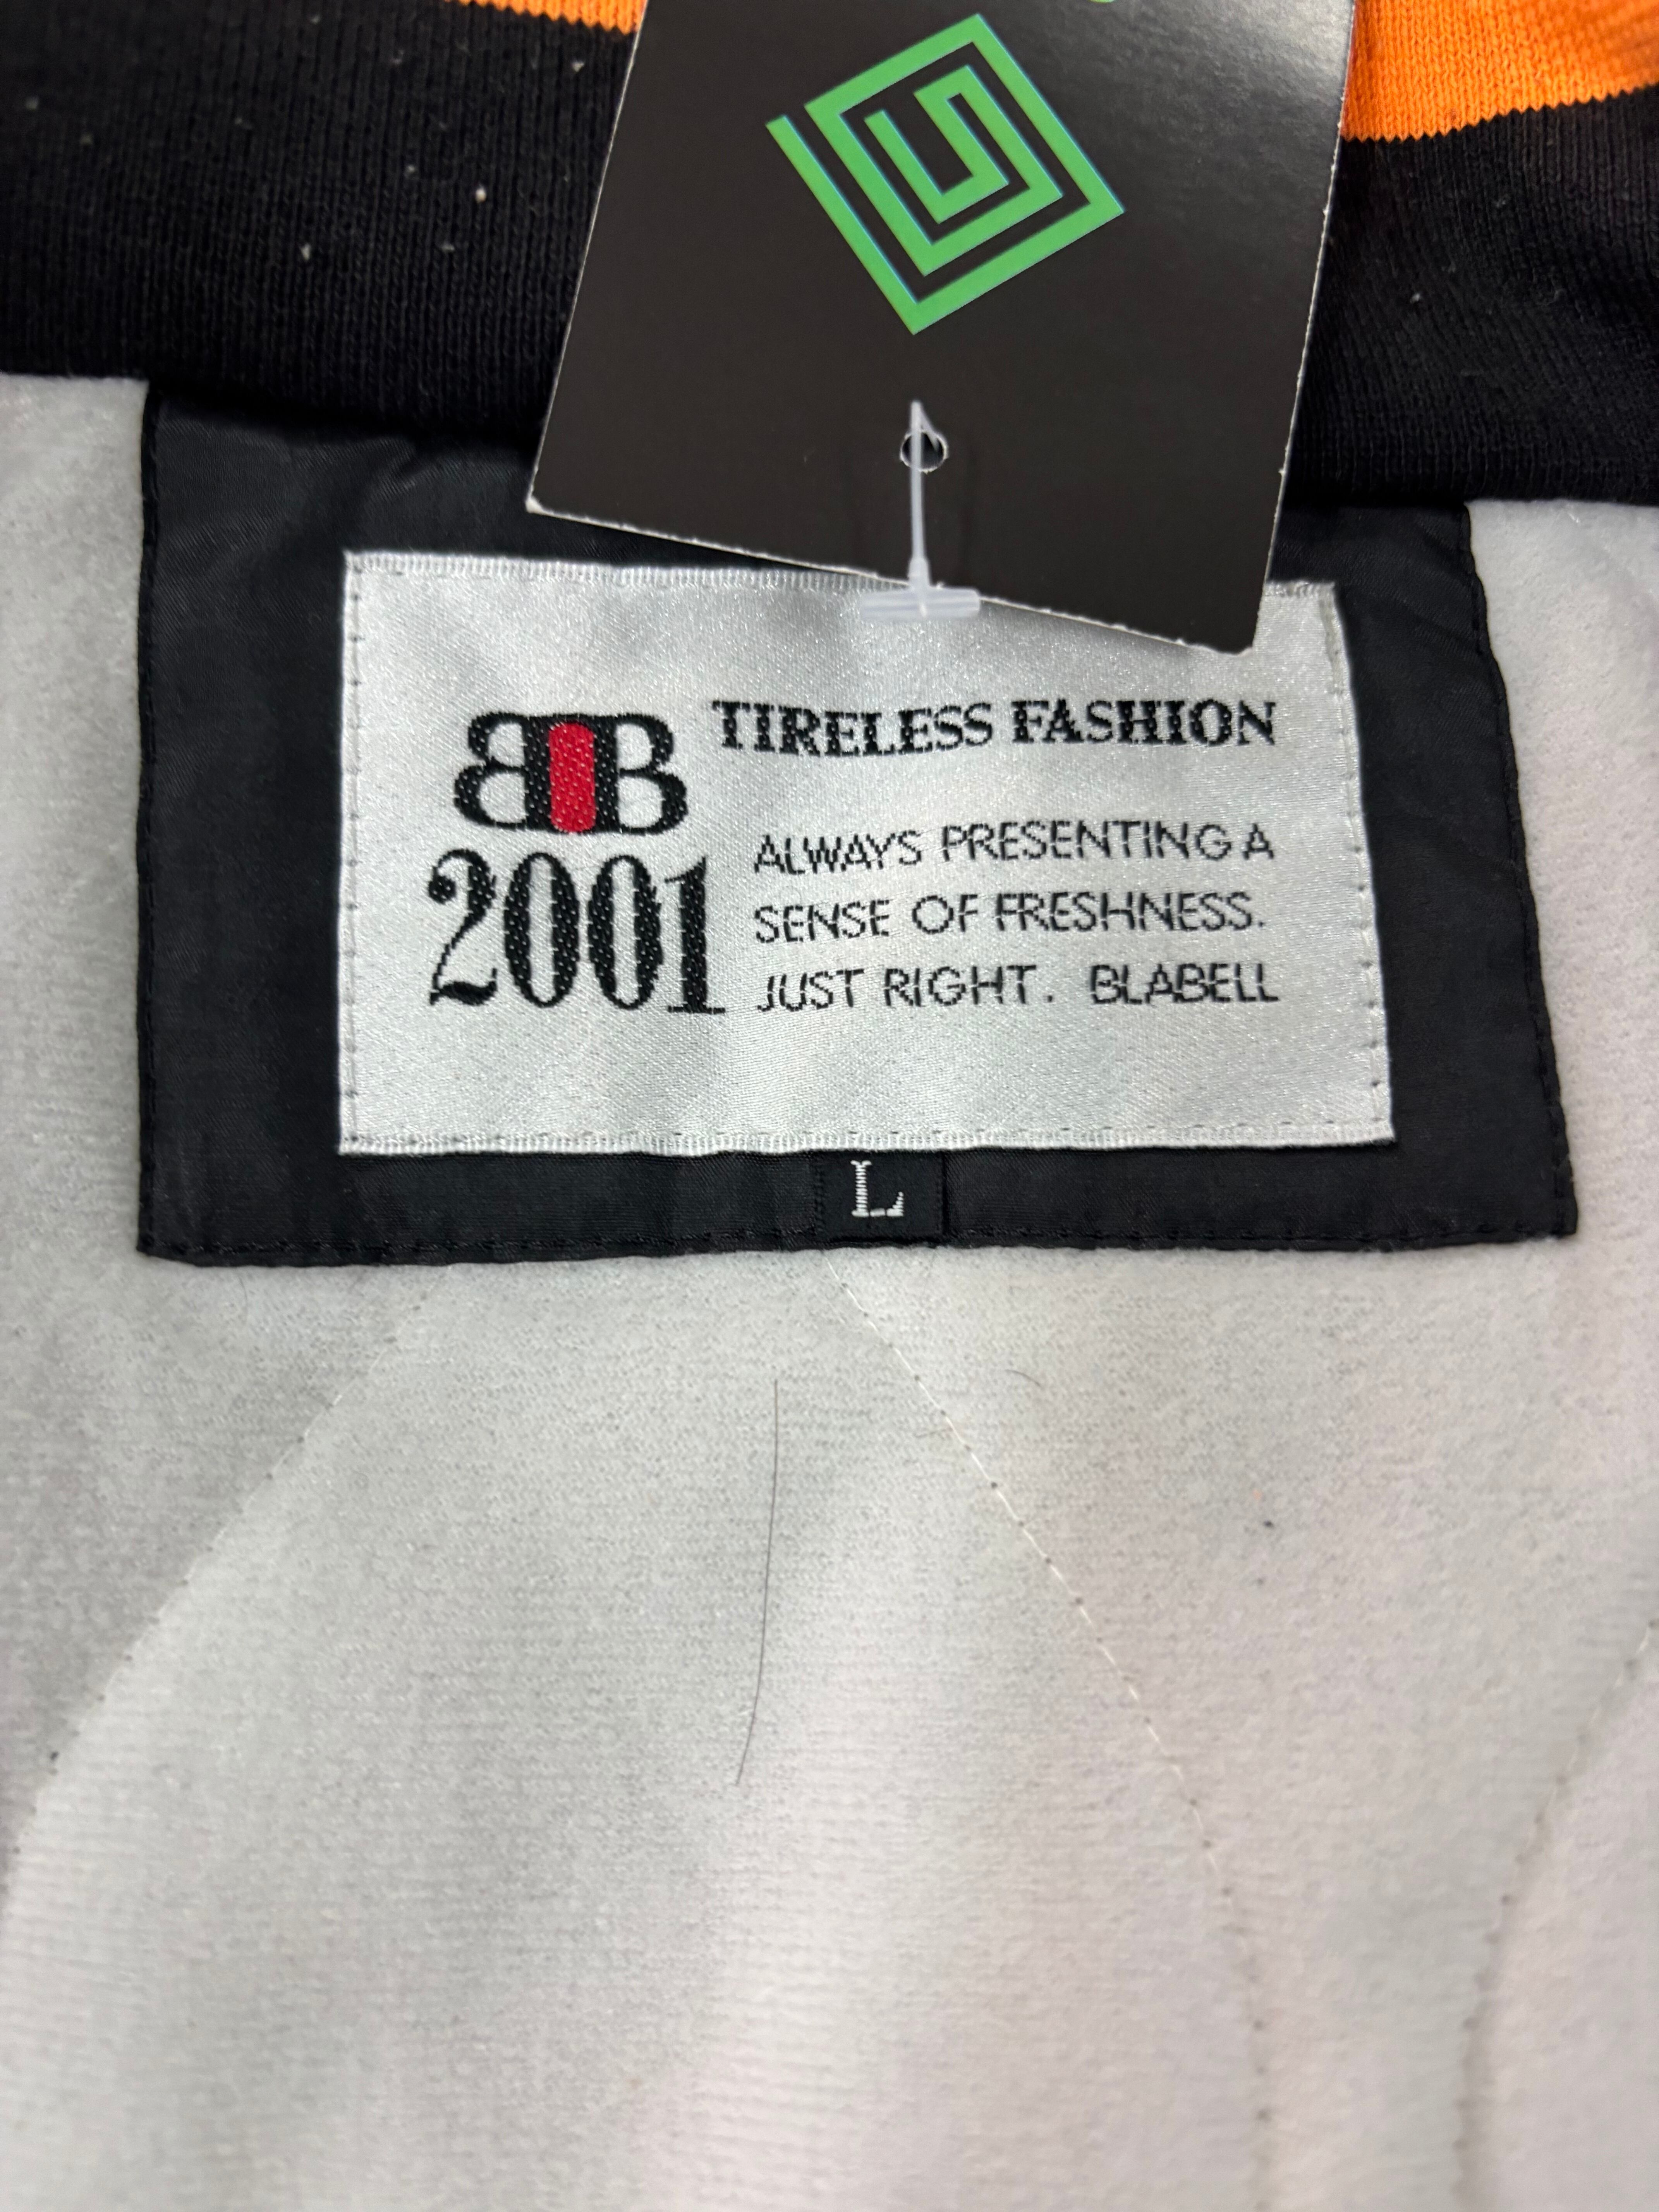 BB
2001
TIRELESS FASHION
ALWAYS PRESENTING A
SENSE OF FRESHNESS.
JUST RIGHT. BLABELL
L